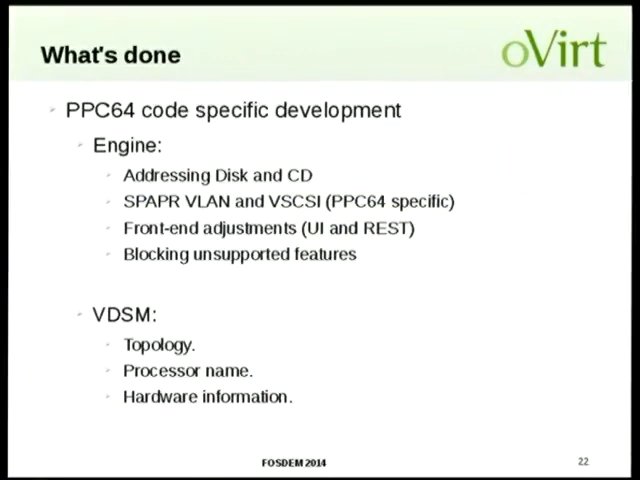 What's done
oVirt
PPC64 code specific development
Engine:
Addressing Disk and CD
SPAPR VLAN and VSCSI (PPC64 specific)
Front-end adjustments (UI and REST)
Blocking unsupported features
VDSM:
Topology.
Processor name.
Hardware information.
FOSDEM 2014
22